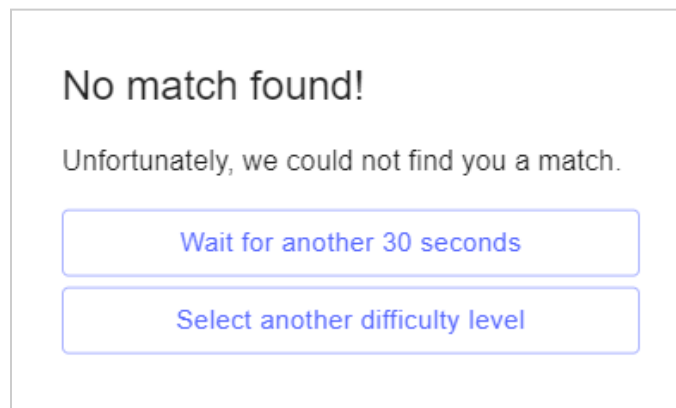 No match found!
Unfortunately, we could not find you a match.
Wait for another 30 seconds
Select another difficulty level